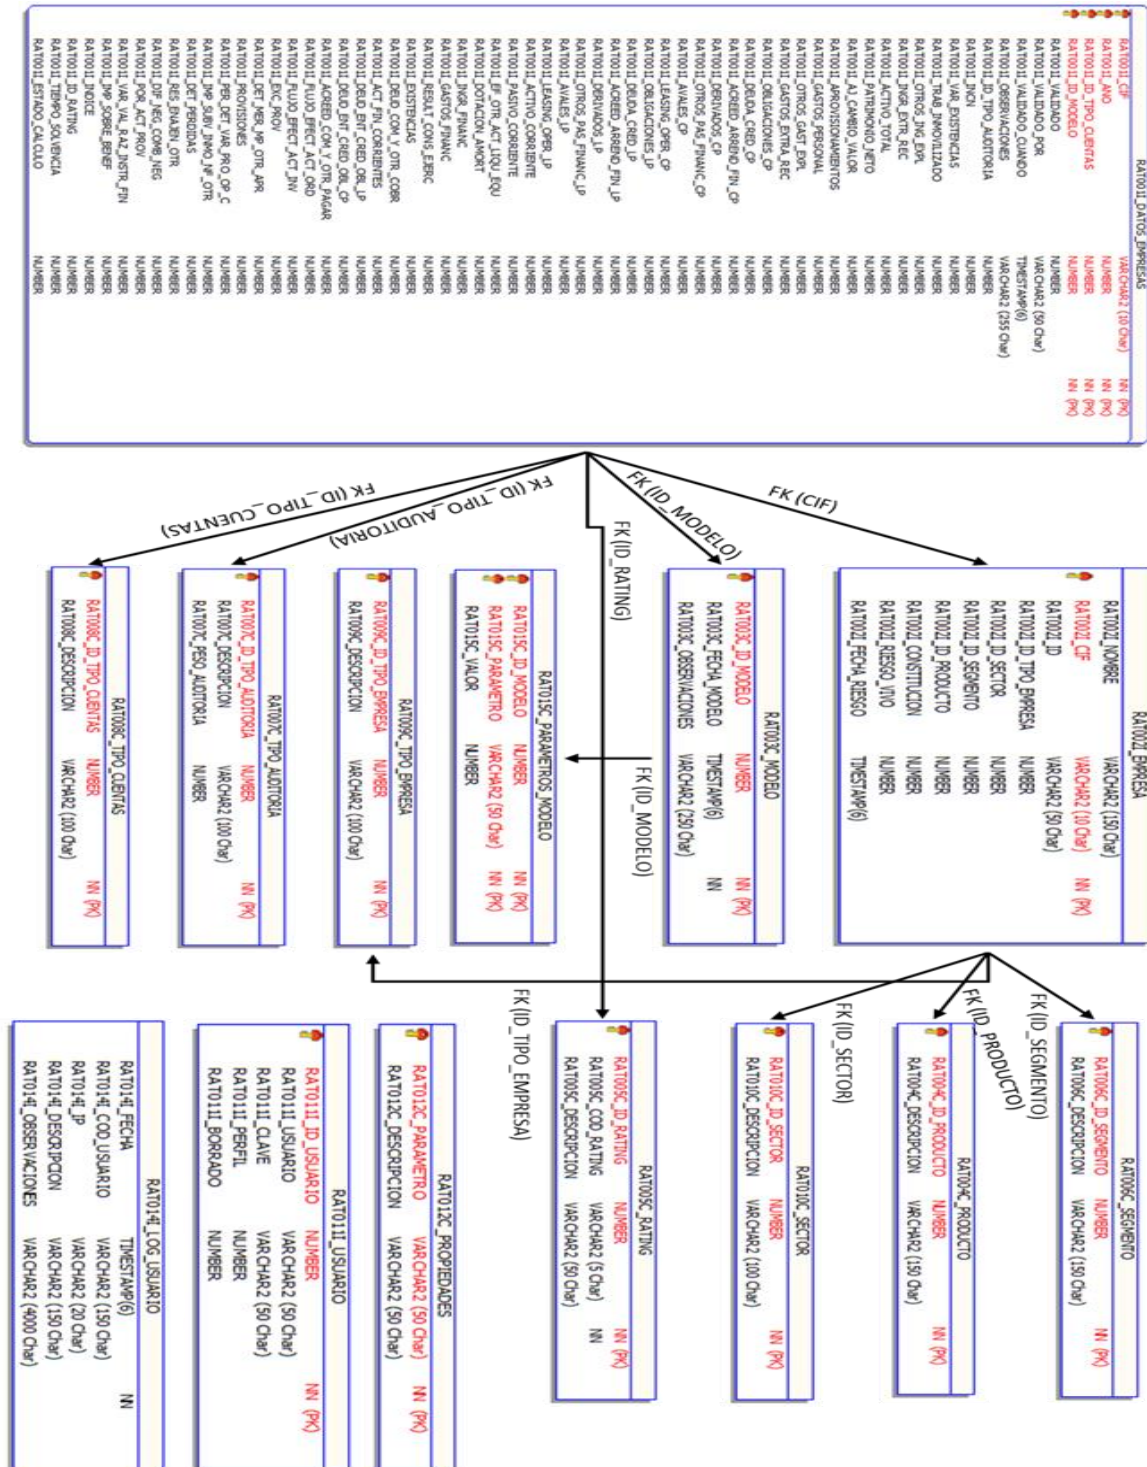 RAT001I_DATOS_EMPRESAS
RAT001I_CIF VARCHAR2 (10 Char) NN (PK)
RAT001I_ANO NUMBER NN (PK)
RAT001I_ID_TIPO_CUENTAS NUMBER NN (PK)
RAT001I_ID_MODELO NUMBER NN (PK)
RAT001I_VALIDADO NUMBER
RAT001I_VALIDADO_POR VARCHAR2 (50 Char)
RAT001I_VALIDADO_CUANDO TIMESTAMP(6)
RAT001I_OBSERVACIONES VARCHAR2 (255 Char)
RAT001I_ID_TIPO_AUDITORIA NUMBER
RAT001I_INCN NUMBER
RAT001I_VAR_EXISTENCIAS NUMBER
RAT001I_TRAB_INMOVILIZADO NUMBER
RAT001I_OTROS_ING_EXPL NUMBER
RAT001I_INGR_EXTR_REC NUMBER
RAT001I_ACTIVO_TOTAL NUMBER
RAT001I_PATRIMONIO_NETO NUMBER
RAT001I_AJ_CAMBIO_VALOR NUMBER
RAT001I_APROVISIONAMIENTOS NUMBER
RAT001I_GASTOS_PERSONAL NUMBER
RAT001I_OTROS_GAST_EXPL NUMBER
RAT001I_GASTOS_EXTRA_REC NUMBER
RAT001I_OBLIGACIONES_CP NUMBER
RAT001I_DEUDA_CRED_CP NUMBER
RAT001I_ACREED_ARREND_FIN_CP NUMBER
RAT001I_DERIVADOS_CP NUMBER
RAT001I_OTROS_PAS_FINANC_CP NUMBER
RAT001I_AVALES_CP NUMBER
RAT001I_LEASING_OPER_CP NUMBER
RAT001I_OBLIGACIONES_LP NUMBER
RAT001I_DEUDA_CRED_LP NUMBER
RAT001I_ACREED_ARREND_FIN_LP NUMBER
RAT001I_DERIVADOS_LP NUMBER
RAT001I_OTROS_PAS_FINANC_LP NUMBER
RAT001I_AVALES_LP NUMBER
RAT001I_LEASING_OPER_LP NUMBER
RAT001I_ACTIVO_CORRIENTE NUMBER
RAT001I_PASIVO_CORRIENTE NUMBER
RAT001I_EF_OTR_ACT_LIQU_EQU NUMBER
RAT001I_DOTACION_AMORT NUMBER
RAT001I_INGR_FINANC NUMBER
RAT001I_GASTOS_FINANC NUMBER
RAT001I_RESULT_CONS_EJERC NUMBER
RAT001I_EXISTENCIAS NUMBER
RAT001I_DEUD_COM_Y_OTR_COBR NUMBER
RAT001I_ACT_FIN_CORRIENTES NUMBER
RAT001I_DEUD_ENT_CRED_OBL_LP NUMBER
RAT001I_DEUD_ENT_CRED_OBL_CP NUMBER
RAT001I_ACREED_COM_Y_OTR_PAGAR NUMBER
RAT001I_FLUJO_EFECT_ACT_ORD NUMBER
RAT001I_FLUJO_EFECT_ACT_INV NUMBER
RAT001I_EXC_PROV NUMBER
RAT001I_DET_MER_MP_OTR_APR NUMBER
RAT001I_PROVISIONES NUMBER
RAT001I_PER_DET_VAR_PRO_OP_C NUMBER
RAT001I_IMP_SUBV_INMO_NF_OTR NUMBER
RAT001I_DET_PERDIDAS NUMBER
RAT001I_RES_ENAJEN_OTR NUMBER
RAT001I_DIF_NEG_COMB_NEG NUMBER
RAT001I_POR_ACT_PROV NUMBER
RAT001I_VAR_VAL_RAZ_INSTR_FIN NUMBER
RAT001I_IMP_SOBRE_BENEF NUMBER
RAT001I_INDICE NUMBER
RAT001I_ID_RATING NUMBER
RAT001I_TIEMPO_SOLVENCIA NUMBER
RAT001I_ESTADO_CALCULO NUMBER
FK (CIF)
FK (ID_MODELO)
FK (ID_RATING)
FK (ID_TIPO_AUDITORIA)
FK (ID_TIPO_CUENTAS)
RAT002I_EMPRESA
RAT002I_NOMBRE VARCHAR2 (150 Char)
RAT002I_CIF VARCHAR2 (10 Char) NN (PK)
RAT002I_ID VARCHAR2 (50 Char)
RAT002I_ID_TIPO_EMPRESA NUMBER
RAT002I_ID_SECTOR NUMBER
RAT002I_ID_SEGMENTO NUMBER
RAT002I_ID_PRODUCTO NUMBER
RAT002I_CONSTITUCION NUMBER
RAT002I_RIESGO_VIVO NUMBER
RAT002I_FECHA_RIESGO TIMESTAMP(6)
RAT003C_MODELO
RAT003C_ID_MODELO NUMBER NN (PK)
RAT003C_FECHA_MODELO TIMESTAMP(6) NN
RAT003C_OBSERVACIONES VARCHAR2 (250 Char)
FK (ID_MODELO)
RAT015C_PARAMETROS_MODELO
RAT015C_ID_MODELO NUMBER NN (PK)
RAT015C_PARAMETRO VARCHAR2 (50 Char) NN (PK)
RAT015C_VALOR NUMBER
RAT009C_TIPO_EMPRESA
RAT009C_ID_TIPO_EMPRESA NUMBER NN (PK)
RAT009C_DESCRIPCION VARCHAR2 (100 Char)
RAT007C_TIPO_AUDITORIA
RAT007C_ID_TIPO_AUDITORIA NUMBER NN (PK)
RAT007C_DESCRIPCION VARCHAR2 (100 Char)
RAT007C_PESO_AUDITORIA NUMBER
RAT008C_TIPO_CUENTAS
RAT008C_ID_TIPO_CUENTAS NUMBER NN (PK)
RAT008C_DESCRIPCION VARCHAR2 (100 Char)
FK (ID_SEGMENTO)
FK (ID_PRODUCTO)
FK (ID_SECTOR)
FK (ID_TIPO_EMPRESA)
RAT006C_SEGMENTO
RAT006C_ID_SEGMENTO NUMBER NN (PK)
RAT006C_DESCRIPCION VARCHAR2 (150 Char)
RAT004C_PRODUCTO
RAT004C_ID_PRODUCTO NUMBER NN (PK)
RAT004C_DESCRIPCION VARCHAR2 (150 Char)
RAT010C_SECTOR
RAT010C_ID_SECTOR NUMBER NN (PK)
RAT010C_DESCRIPCION VARCHAR2 (100 Char)
RAT005C_RATING
RAT005C_ID_RATING NUMBER NN (PK)
RAT005C_COD_RATING VARCHAR2 (5 Char) NN
RAT005C_DESCRIPCION VARCHAR2 (50 Char)
RAT012C_PROPIEDADES
RAT012C_PARAMETRO VARCHAR2 (50 Char) NN (PK)
RAT012C_DESCRIPCION VARCHAR2 (50 Char)
RAT011I_USUARIO
RAT011I_ID_USUARIO NUMBER NN (PK)
RAT011I_USUARIO VARCHAR2 (50 Char)
RAT011I_CLAVE VARCHAR2 (50 Char)
RAT011I_PERFIL NUMBER
RAT011I_BORRADO NUMBER
RAT014I_LOG_USUARIO
RAT014I_FECHA TIMESTAMP(6) NN
RAT014I_COD_USUARIO VARCHAR2 (150 Char)
RAT014I_IP VARCHAR2 (20 Char)
RAT014I_DESCRIPCION VARCHAR2 (150 Char)
RAT014I_OBSERVACIONES VARCHAR2 (4000 Char)